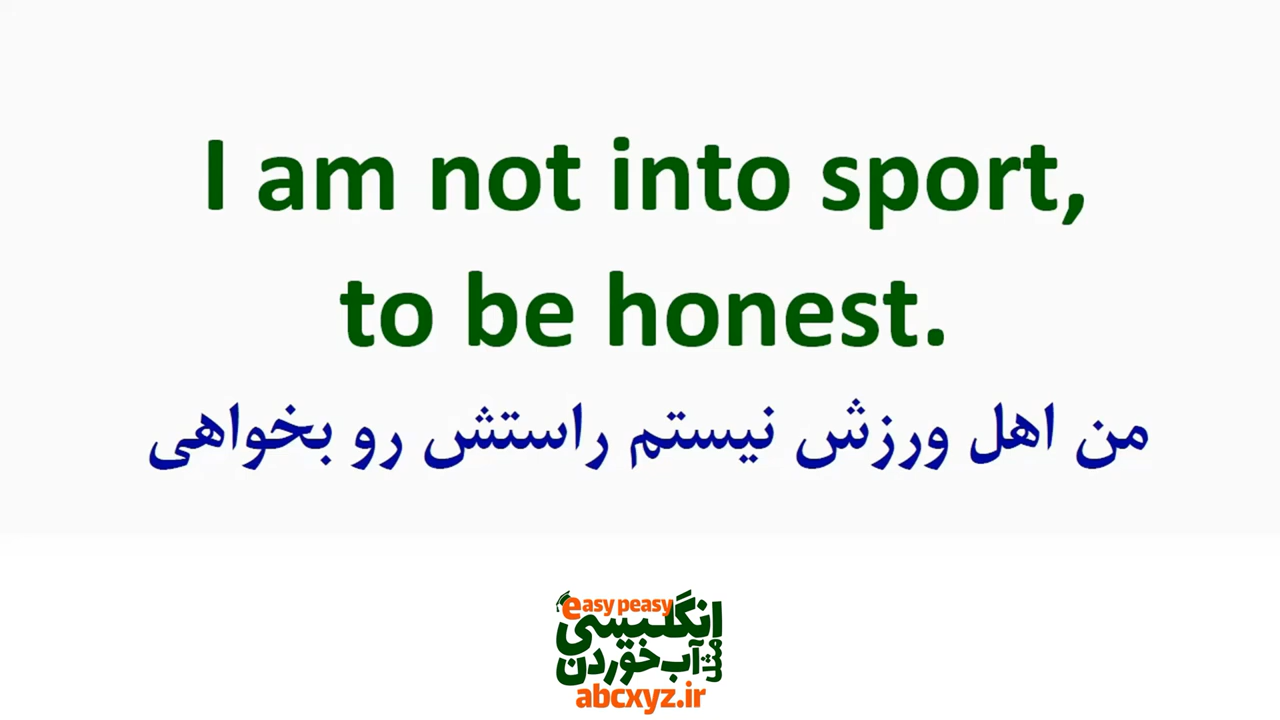 I am not into sport,
to be honest.
من اهل ورزش نیستم راستش رو بخواهی
easy peasy
انگلیسی
مثل آب خوردن
abcxyz.ir